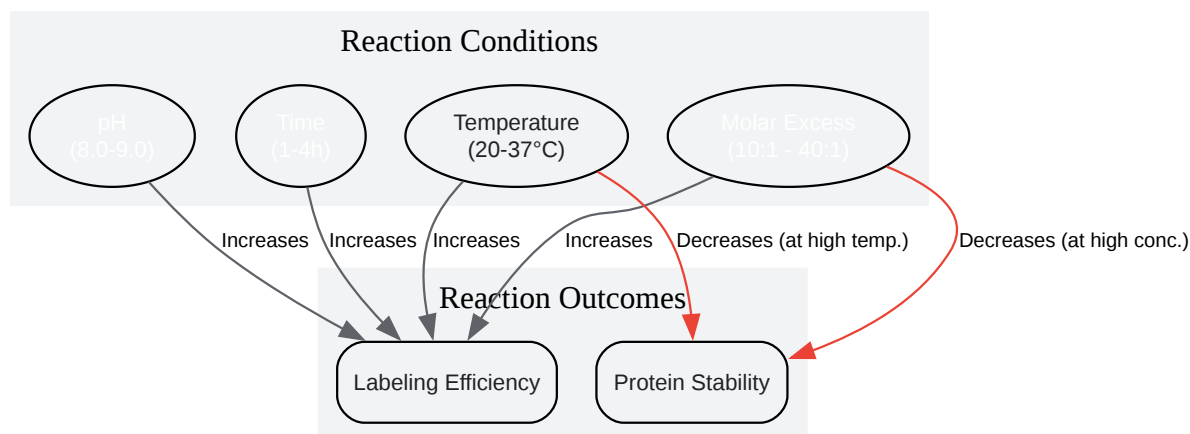 Reaction Conditions
pH
(8.0-9.0)
Time
(1-4h)
Temperature
(20-37°C)
Molar Excess
(10:1 - 40:1)
Increases
Increases
Increases
Increases
Decreases (at high temp.)
Decreases (at high conc.)
Reaction Outcomes
Labeling Efficiency
Protein Stability